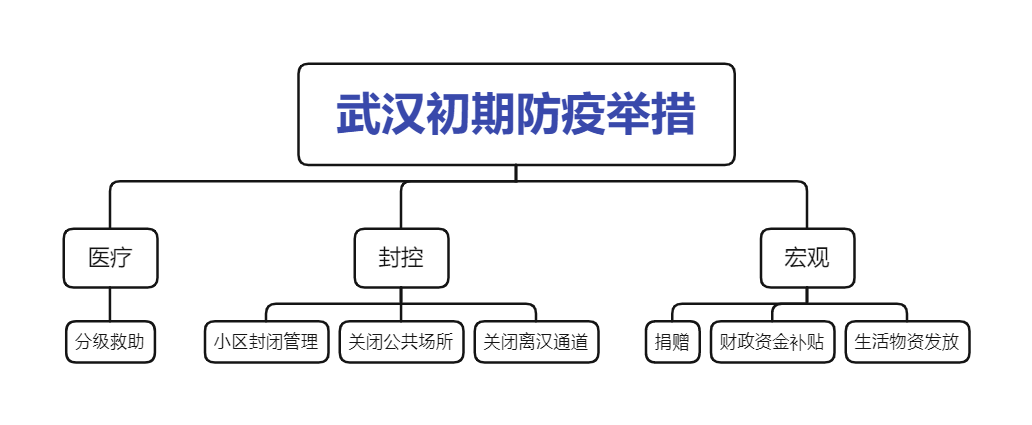 武汉初期防疫举措
医疗
封控
宏观
分级救助
小区封闭管理
关闭公共场所
关闭离汉通道
捐赠
财政资金补贴
生活物资发放